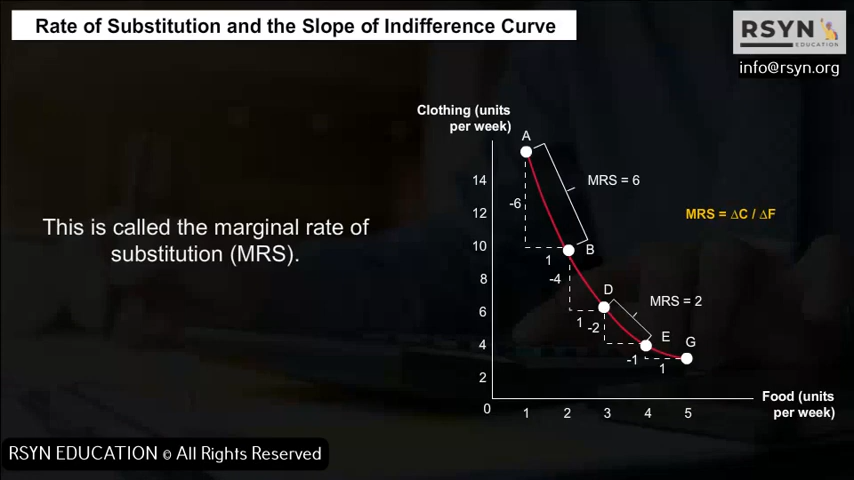 Rate of Substitution and the Slope of Indifference Curve
RSYN
EDUCATION
info@rsyn.org
Clothing (units
per week)
A
14
MRS = 6
-6
12
MRS = ΔC / ΔF
This is called the marginal rate of
substitution (MRS).
10
B
1
8
-4
D
6
MRS = 2
1
-2
E
G
4
-1
1
2
0
1
2
3
4
5
Food (units
per week)
RSYN EDUCATION © All Rights Reserved